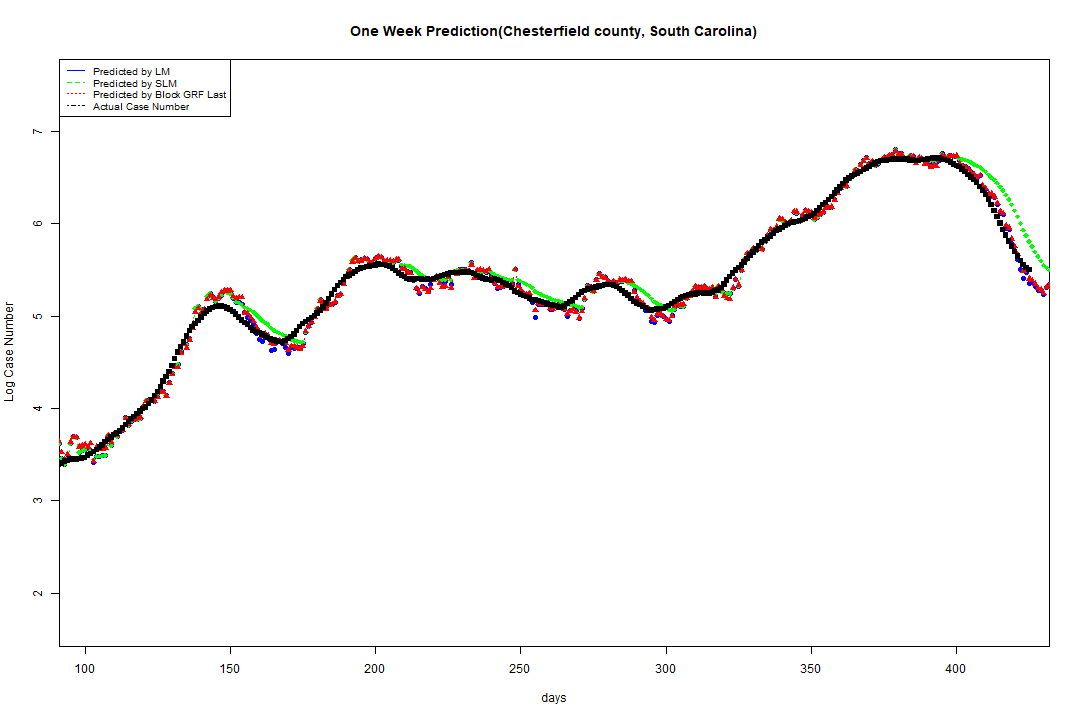 One Week Prediction(Chesterfield county, South Carolina)
Predicted by LM
Predicted by SLM
Predicted by Block GRF Last
Actual Case Number
7
6
5
4
3
2
Log Case Number
100 150 200 250 300 350 400
days